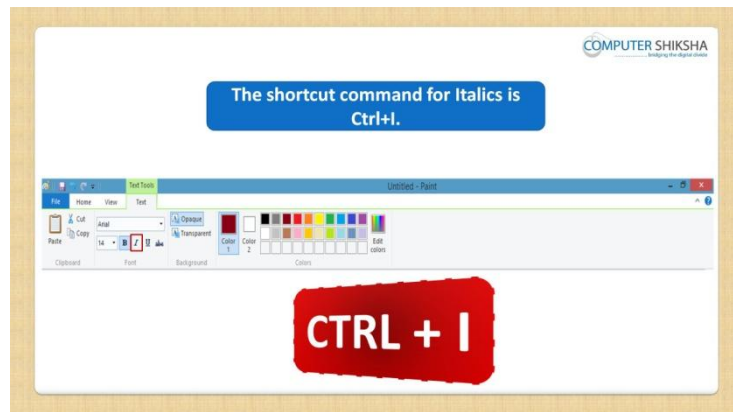 COMPUTER SHIKSHA
bridging the digital divide
The shortcut command for Italics is
Ctrl+I.
Text Tools
Untitled - Paint
File Home View Text
Paste
Cut
Copy
Clipboard
Arial
14 B I U abc
Font
Opaque
Transparent
Background
Color 1
Color 2
Edit colors
Colors
CTRL + I